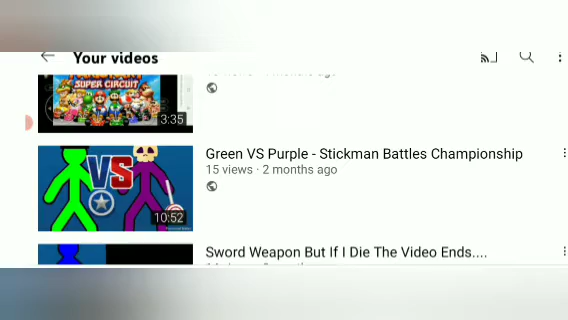 Your videos
SUPER CIRCUIT
3:35
VS
10:52
Green VS Purple - Stickman Battles Championship
15 views · 2 months ago
Sword Weapon But If I Die The Video Ends....